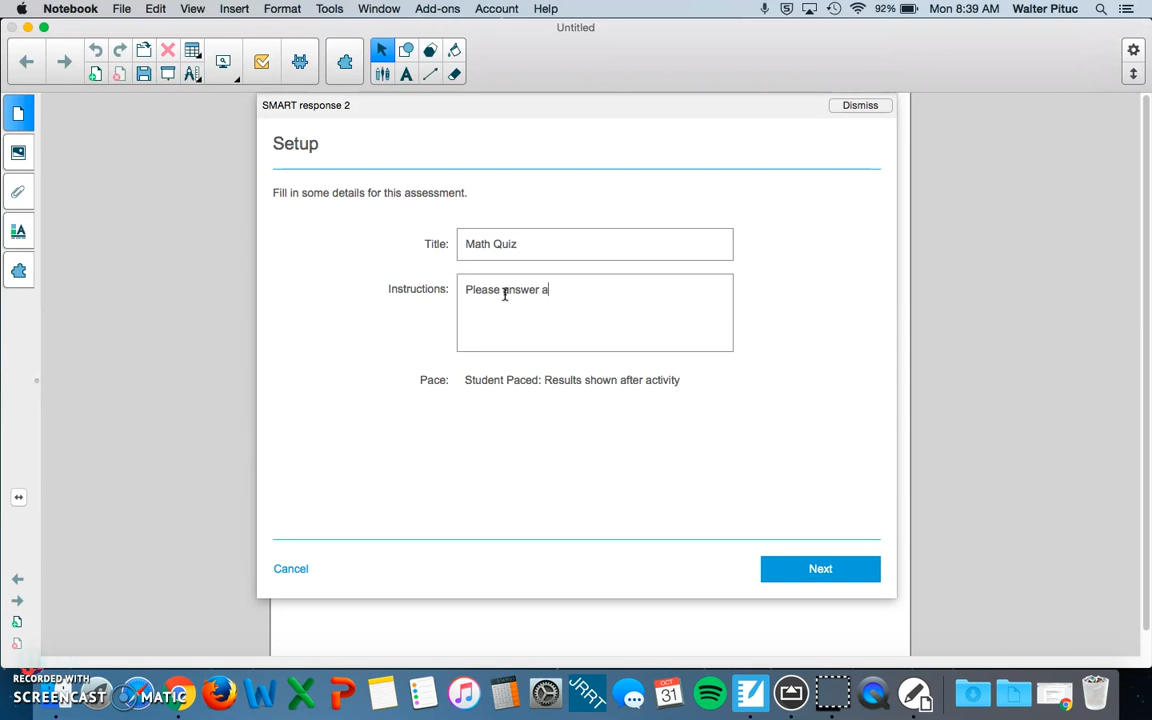 Notebook File Edit View Insert Format Tools Window Add-ons Account Help 92% Mon 8:39 AM Walter Pituc
Untitled
SMART response 2 Dismiss
Setup
Fill in some details for this assessment.
Title: Math Quiz
Instructions: Please answer a
Pace: Student Paced: Results shown after activity
Cancel Next
RECORDED WITH
SCREENCAST MATIC
JRRT
OCT
31